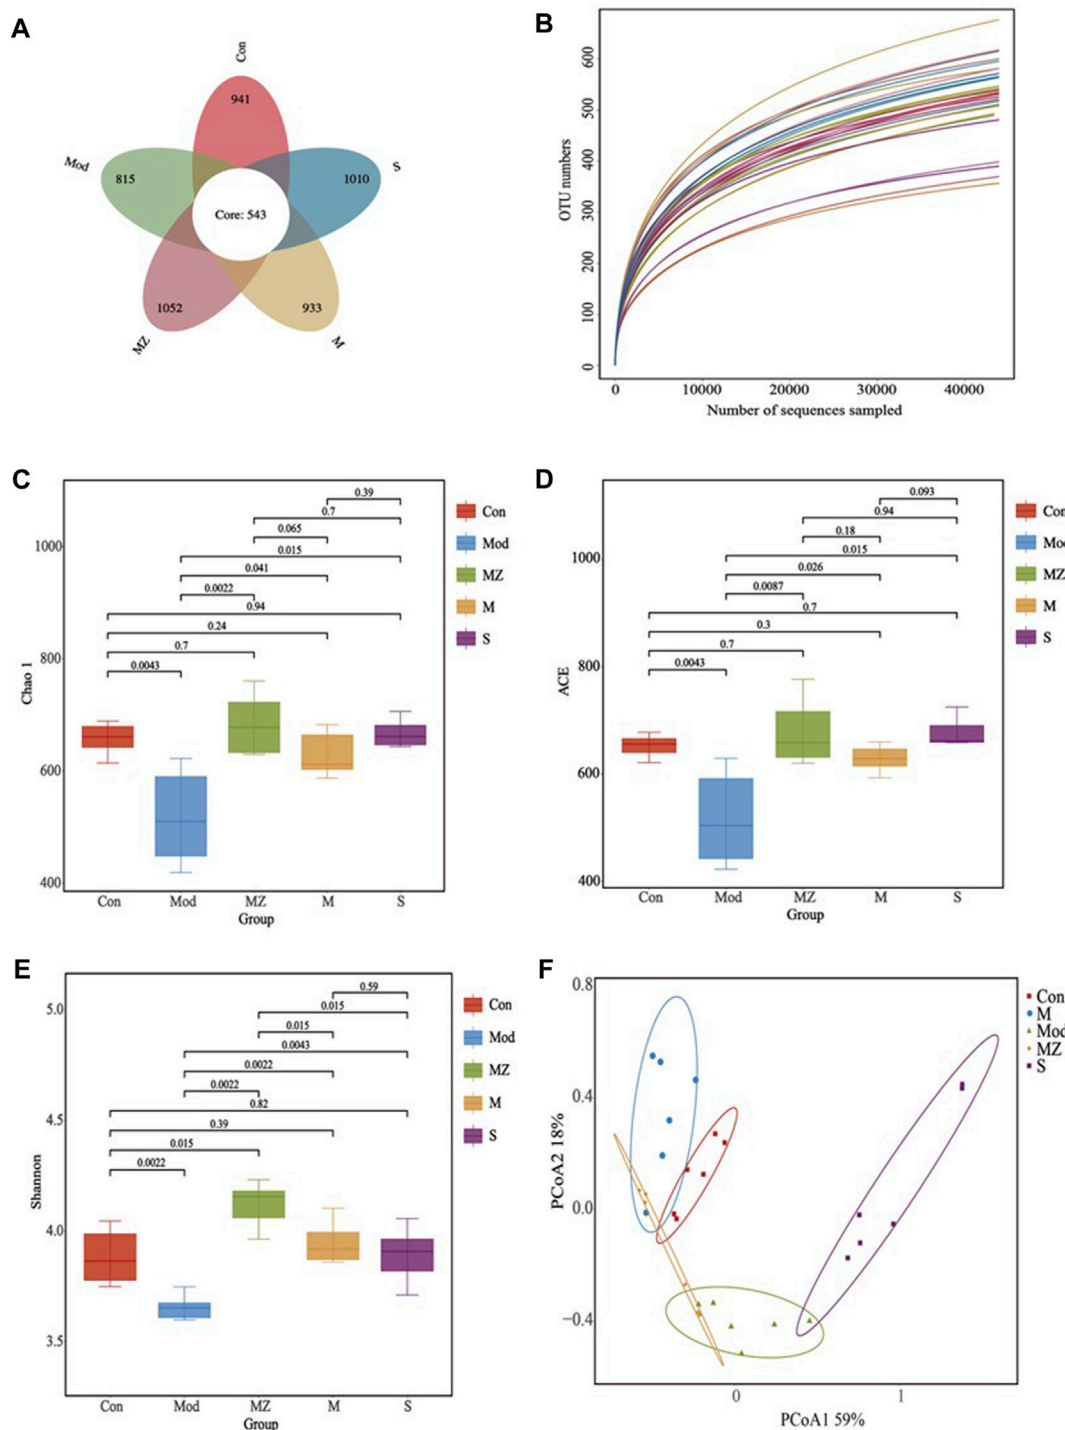 A
Con
941
Mod
815
S
1010
Core: 543
1052
933
MZ
M
B
OTU numbers
600
500
400
300
200
100
0
0 10000 20000 30000 40000
Number of sequences sampled
C
0.39
0.7
0.065
0.015
0.041
0.0022
0.94
0.24
0.7
0.0043
Chao 1
1000
800
600
400
Con Mod MZ M S
Group
Con
Mod
MZ
M
S
D
0.093
0.94
0.18
0.015
0.026
0.0087
0.7
0.3
0.7
0.0043
ACE
1000
800
600
400
Con Mod MZ M S
Group
Con
Mod
MZ
M
S
E
0.59
0.015
0.015
0.0043
0.0022
0.0022
0.82
0.39
0.015
0.0022
Shannon
5.0
4.5
4.0
3.5
Con Mod MZ M S
Group
Con
Mod
MZ
M
S
F
PCoA2 18%
0.8
0.4
0.0
−0.4
0 1
PCoA1 59%
Con
M
Mod
MZ
S